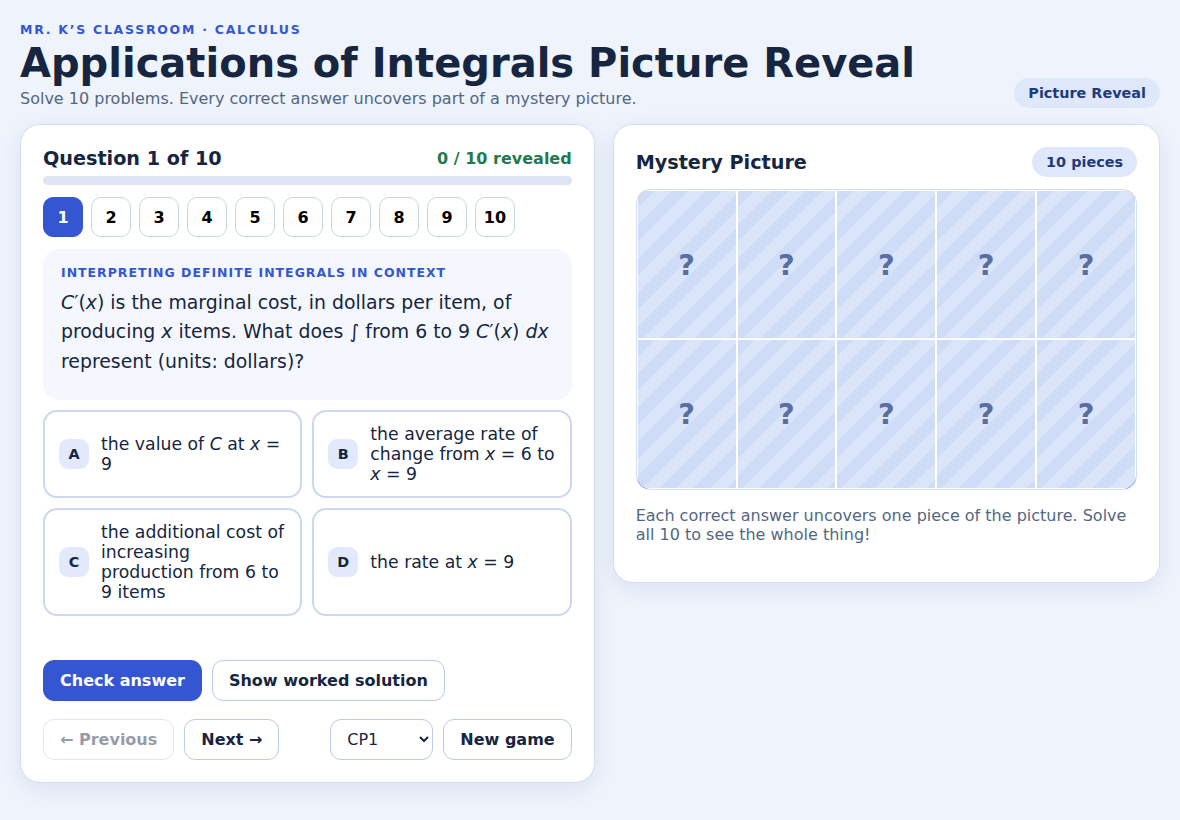 MR. K’S CLASSROOM · CALCULUS
Applications of Integrals Picture Reveal
Solve 10 problems. Every correct answer uncovers part of a mystery picture.
Picture Reveal
Question 1 of 10
0 / 10 revealed
1 2 3 4 5 6 7 8 9 10
INTERPRETING DEFINITE INTEGRALS IN CONTEXT
C′(x) is the marginal cost, in dollars per item, of
producing x items. What does ∫ from 6 to 9 C′(x) dx
represent (units: dollars)?
A
the value of C at x =
9
B
the average rate of
change from x = 6 to
x = 9
C
the additional cost of
increasing
production from 6 to
9 items
D
the rate at x = 9
Check answer
Show worked solution
← Previous
Next →
CP1
New game
Mystery Picture
10 pieces
? ? ? ? ?
? ? ? ? ?
Each correct answer uncovers one piece of the picture. Solve
all 10 to see the whole thing!